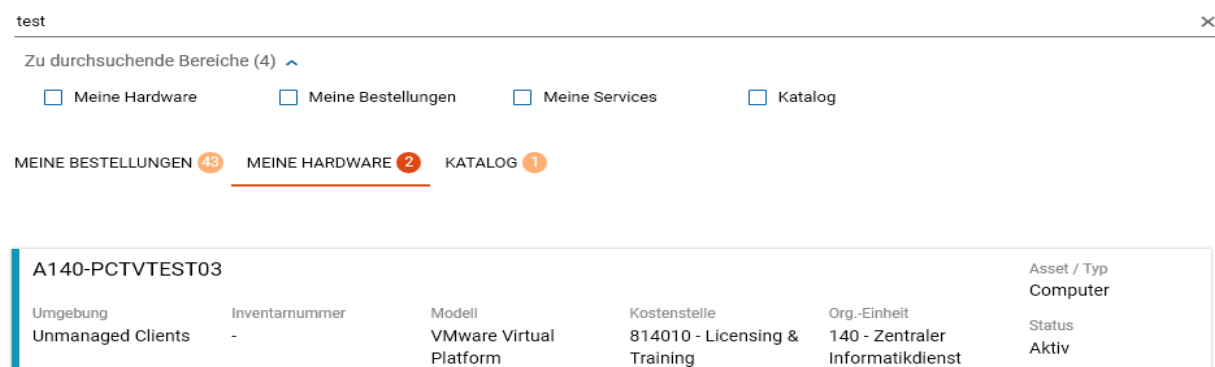 test
Zu durchsuchende Bereiche (4)
Meine Hardware Meine Bestellungen Meine Services Katalog
MEINE BESTELLUNGEN 43 MEINE HARDWARE 2 KATALOG 1
A140-PCTVTEST03
Asset / Typ
Computer
Umgebung Inventarnummer Modell Kostenstelle Org.-Einheit
Unmanaged Clients - VMware Virtual 814010 - Licensing & 140 - Zentraler
Platform Training Informatikdienst
Status
Aktiv